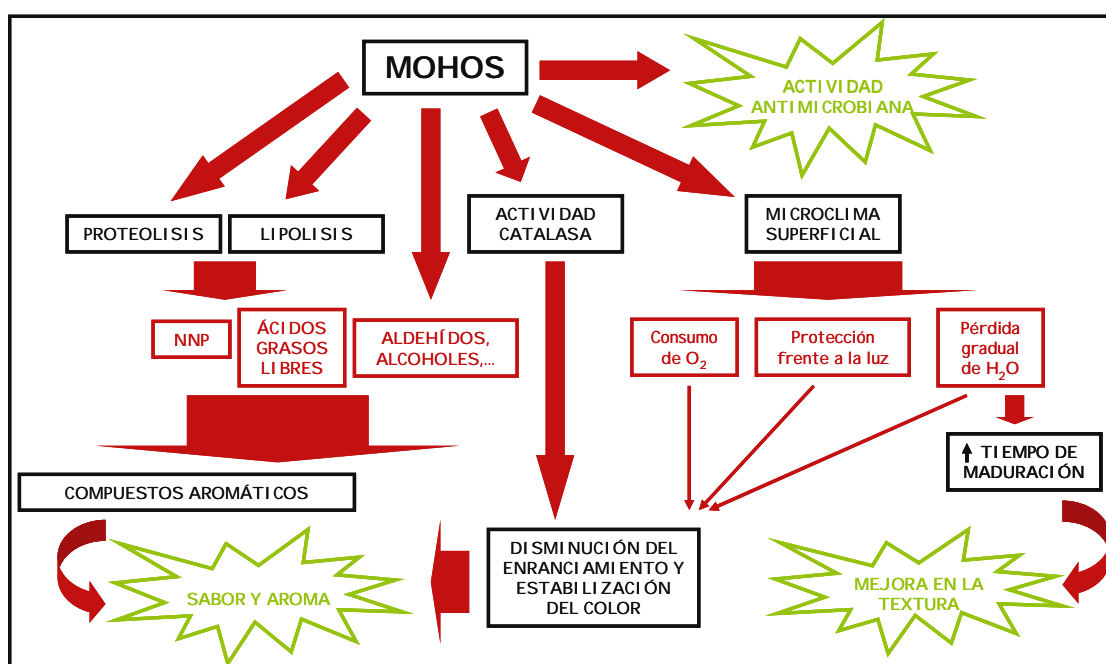 MOHOS
ACTIVIDAD
ANTIMICROBIANA
PROTEOLISIS
LIPOLISIS
ACTIVIDAD
CATALASA
MICROCLIMA
SUPERFICIAL
NNP
ÁCIDOS
GRASOS
LIBRES
ALDEHÍDOS,
ALCOHOLES,...
Consumo
de O₂
Protección
frente a la luz
Pérdida
gradual
de H₂O
TIEMPO DE
MADURACIÓN
COMPUESTOS AROMÁTICOS
DISMINUCIÓN DEL
ENRANCIAMIENTO Y
ESTABILIZACIÓN
DEL COLOR
SABOR Y AROMA
MEJORA EN LA
TEXTURA